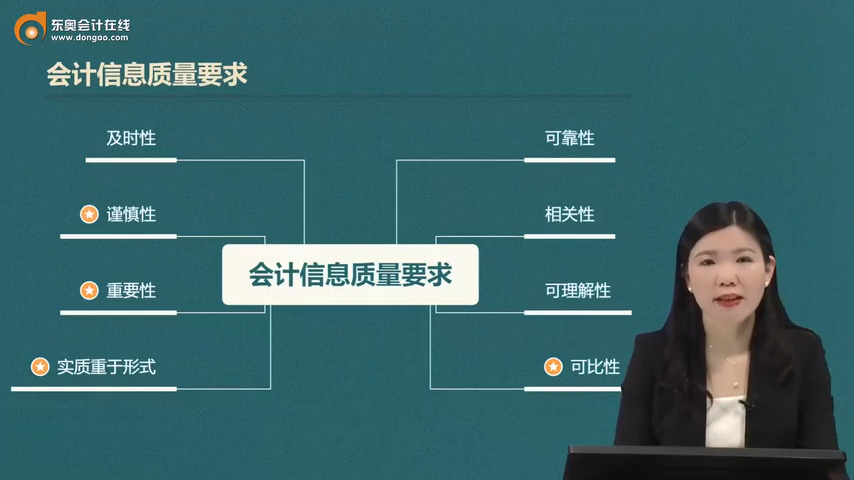 东奥会计在线
www.dongao.com
会计信息质量要求
及时性
可靠性
谨慎性
相关性
会计信息质量要求
重要性
可理解性
实质重于形式
可比性